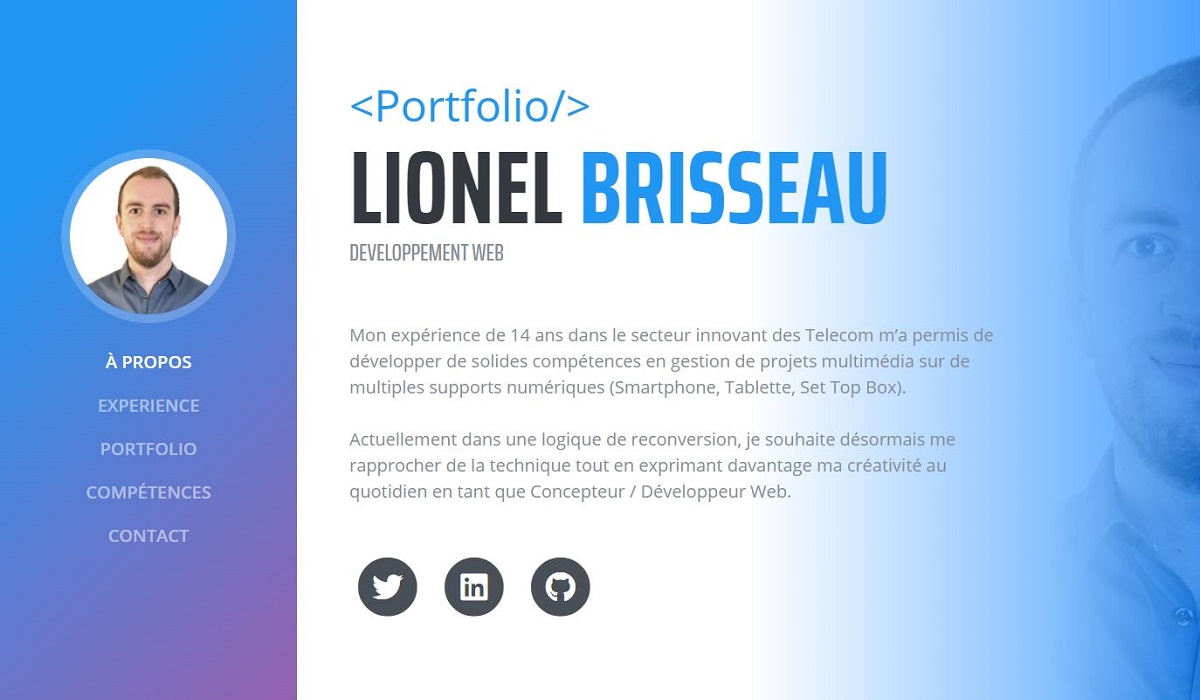 <Portfolio/>
LIONEL BRISSEAU
DEVELOPPEMENT WEB
À PROPOS
EXPERIENCE
PORTFOLIO
COMPÉTENCES
CONTACT
Mon expérience de 14 ans dans le secteur innovant des Telecom m’a permis de
développer de solides compétences en gestion de projets multimédia sur de
multiples supports numériques (Smartphone, Tablette, Set Top Box).
Actuellement dans une logique de reconversion, je souhaite désormais me
rapprocher de la technique tout en exprimant davantage ma créativité au
quotidien en tant que Concepteur / Développeur Web.
in